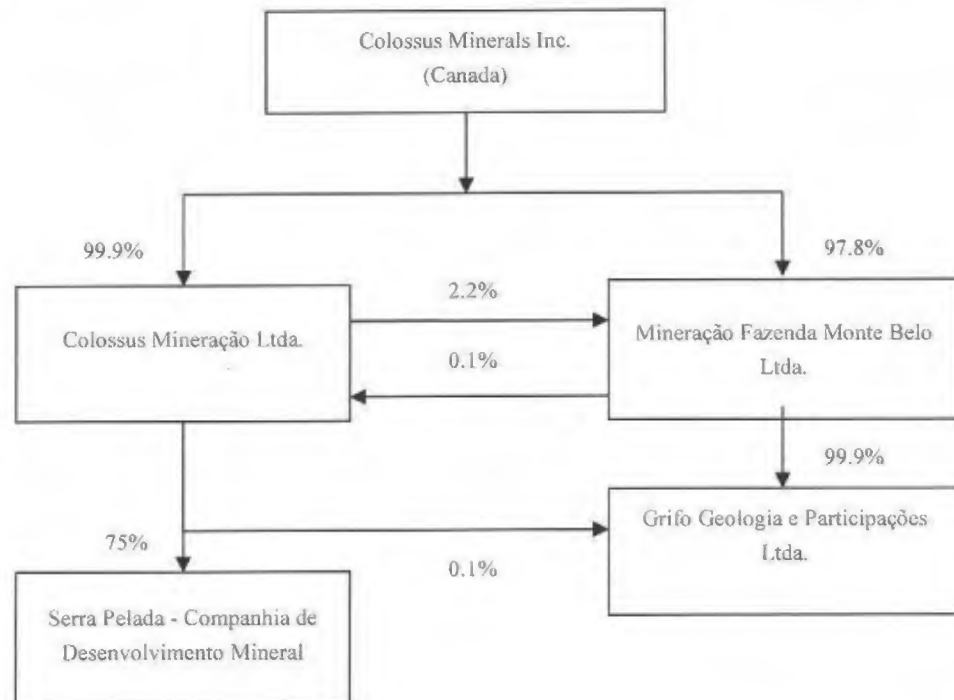 Colossus Minerals Inc.
(Canada)
99.9%
97.8%
2.2%
Colossus Mineração Ltda.
Mineração Fazenda Monte Belo
Ltda.
0.1%
99.9%
Grifo Geologia e Participações
Ltda.
75%
0.1%
Serra Pelada - Companhia de
Desenvolvimento Mineral